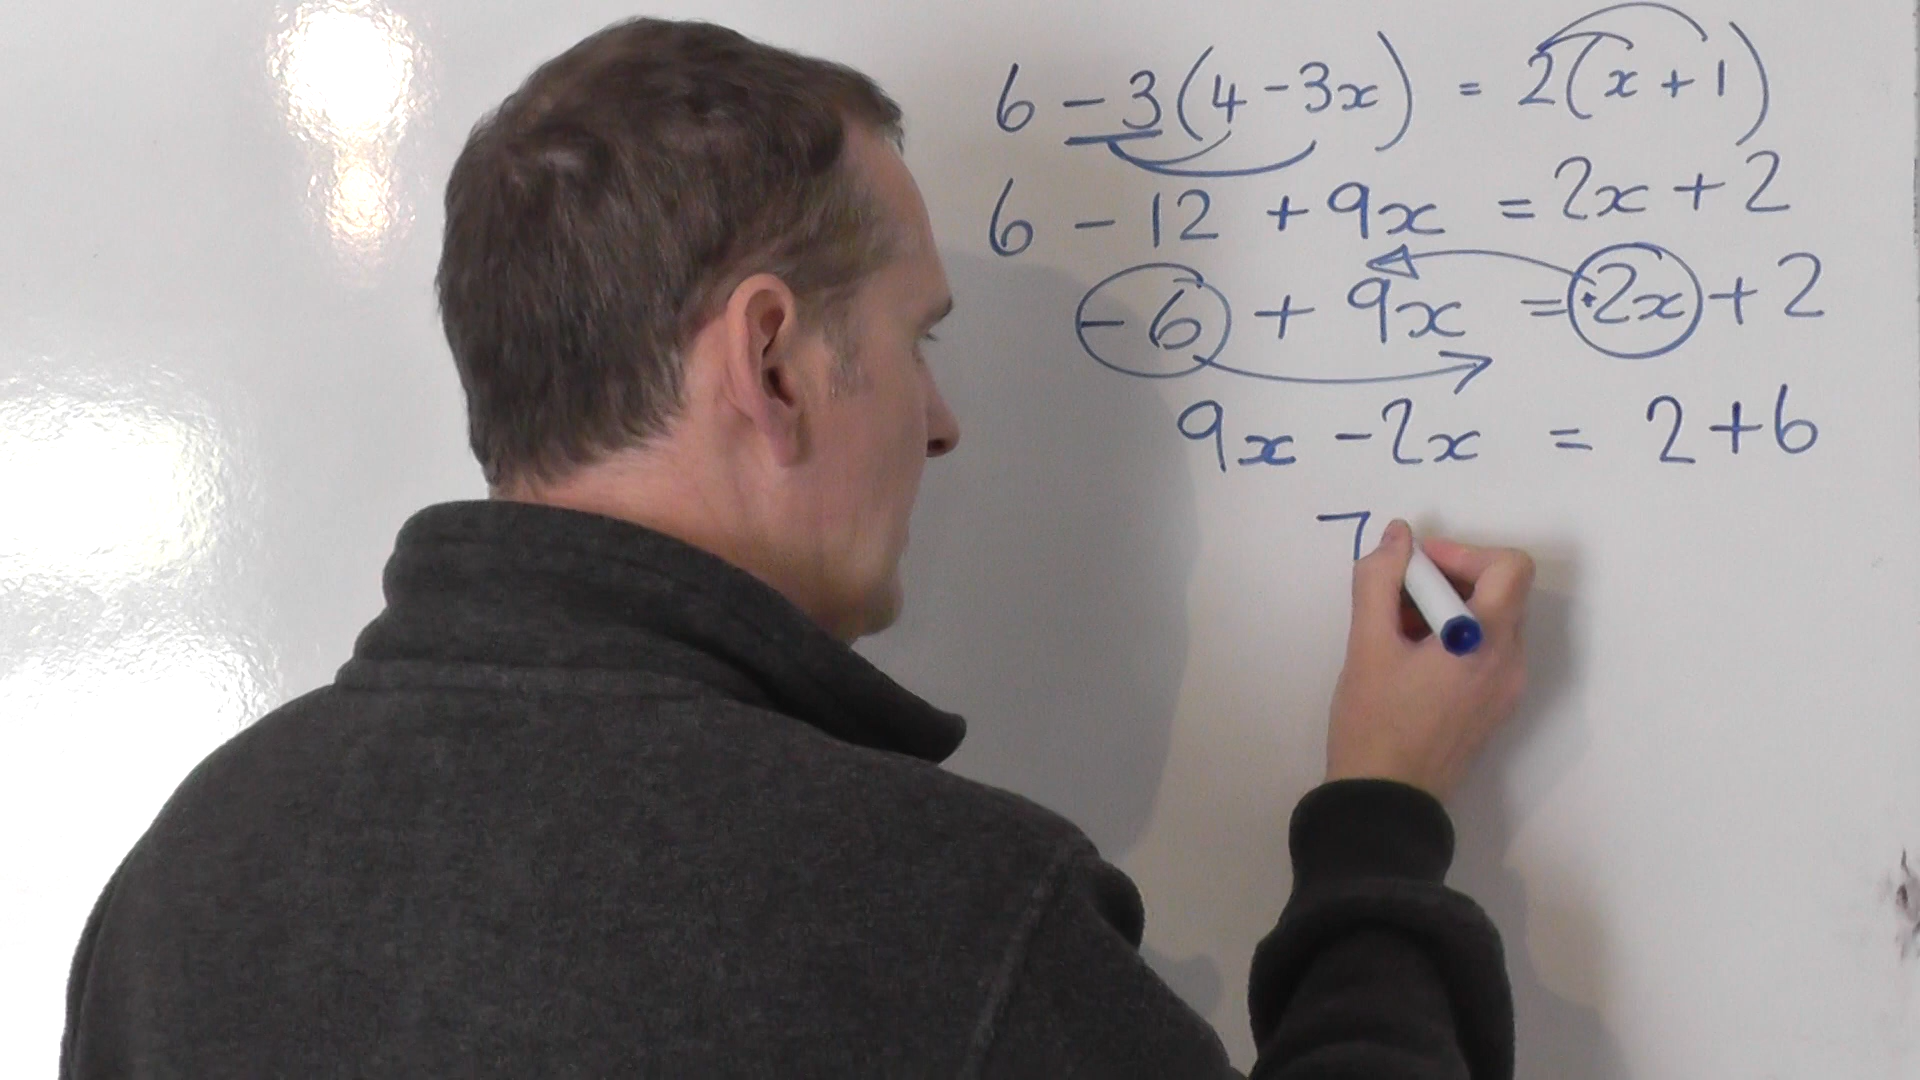 6 - 3(4 - 3x) = 2(x + 1)
6 - 12 + 9x = 2x + 2
- 6 + 9x = 2x + 2
9x - 2x = 2 + 6
7